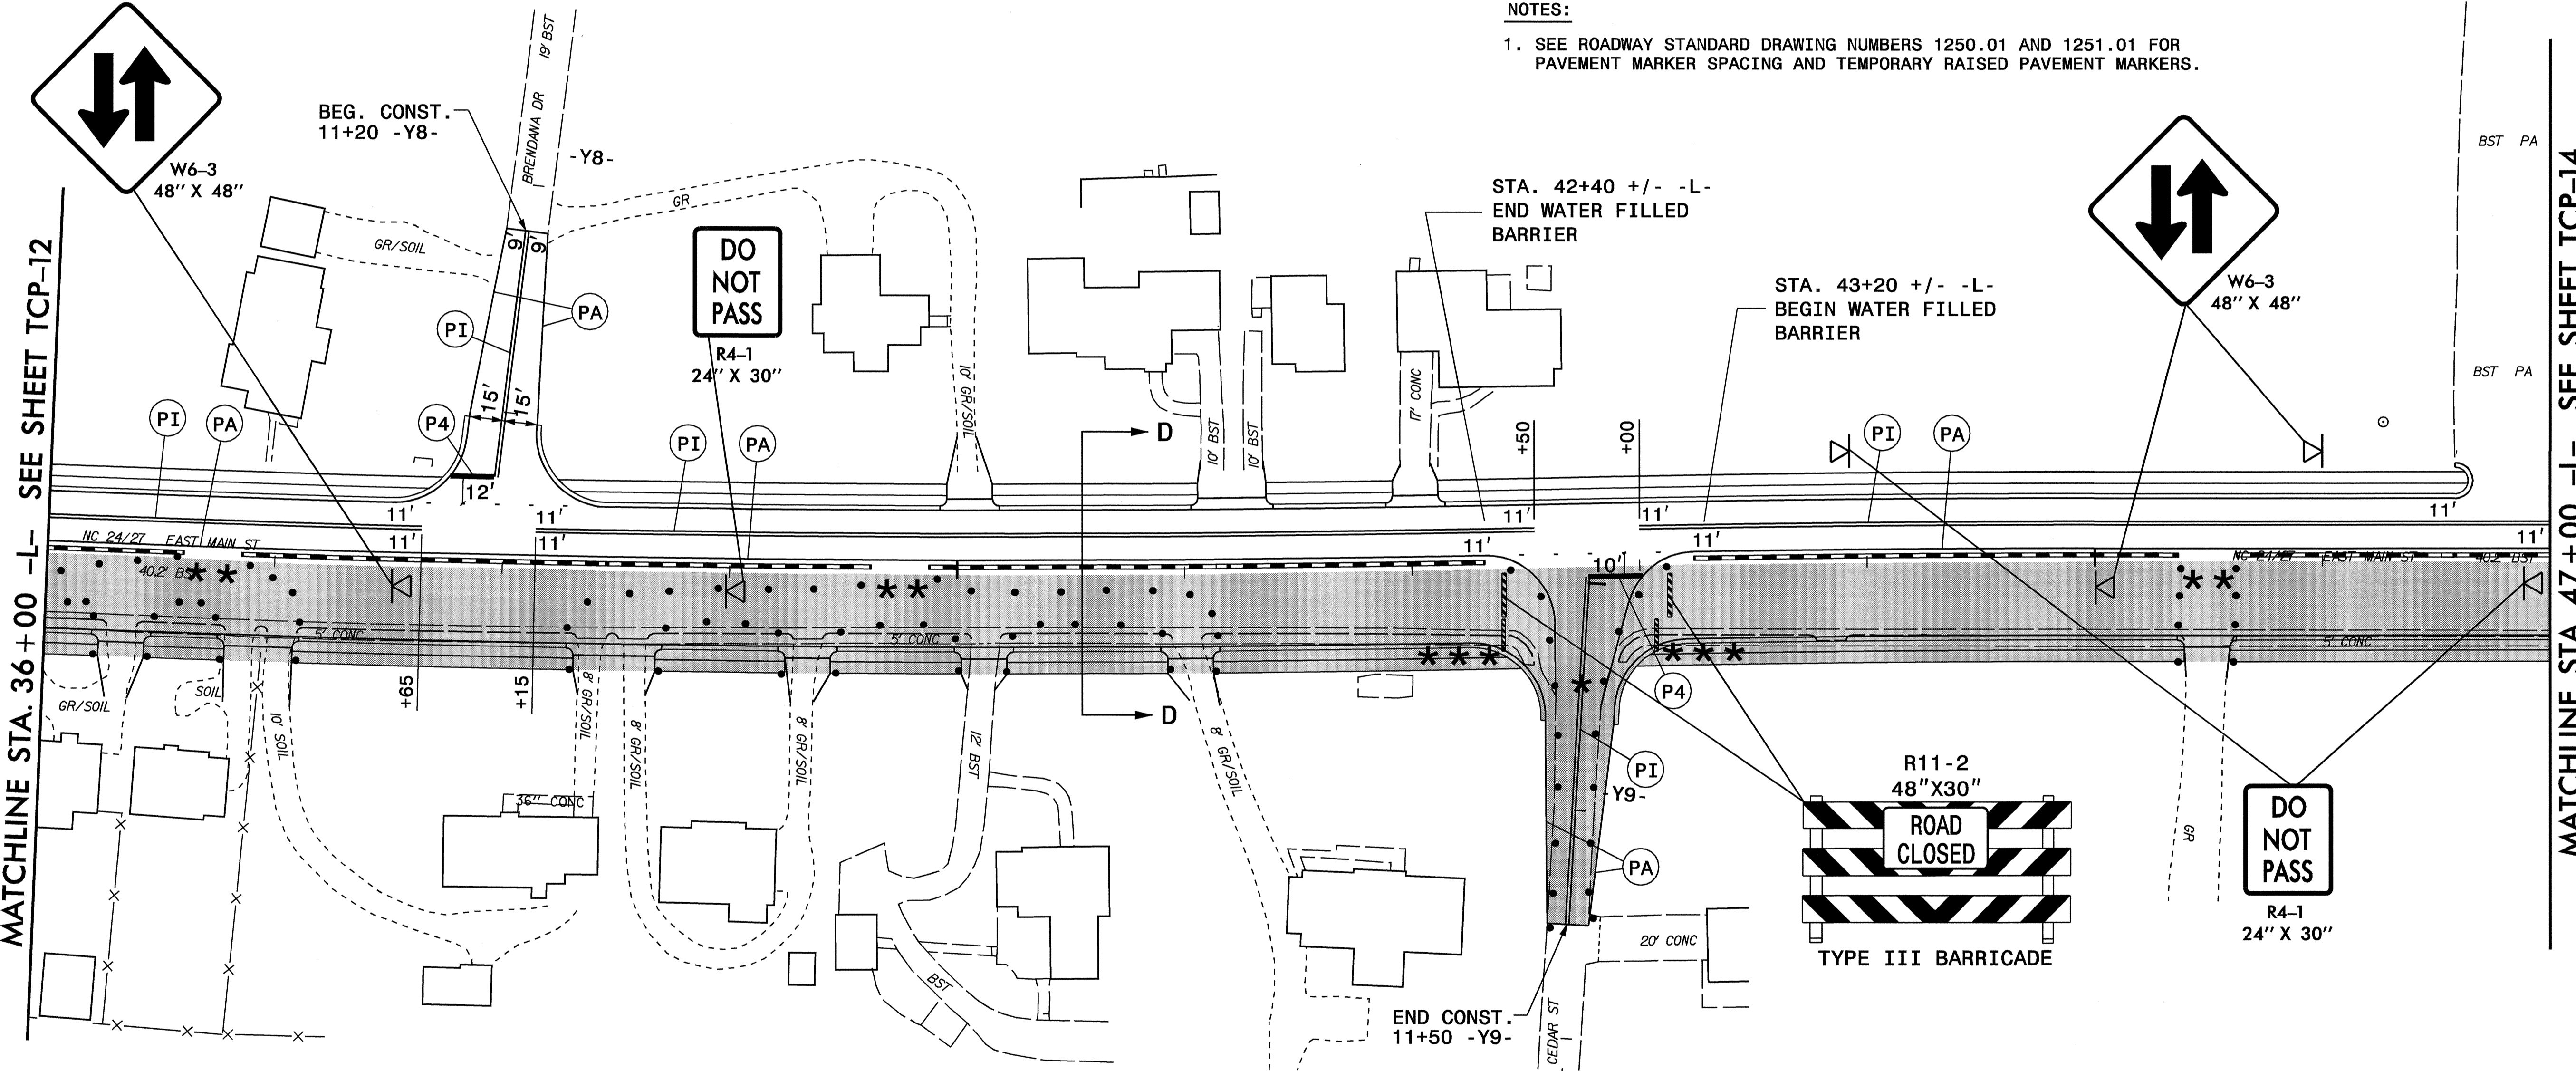 NOTES:
1. SEE ROADWAY STANDARD DRAWING NUMBERS 1250.01 AND 1251.01 FOR
PAVEMENT MARKER SPACING AND TEMPORARY RAISED PAVEMENT MARKERS.
W6-3
48" X 48"
BEG. CONST.
11+20 -Y8-
BRENDANA DR 19' BST
-Y8-
GR/SOIL
GR
9'
9'
PA
PI
15'
15'
P4
12'
DO
NOT
PASS
R4-1
24" X 30"
10' GR/SOIL
10' BST
10' BST
17' CONC
STA. 42+40 +/- -L-
END WATER FILLED
BARRIER
STA. 43+20 +/- -L-
BEGIN WATER FILLED
BARRIER
W6-3
48" X 48"
BST PA
BST PA
MATCHLINE STA. 36+00 -L- SEE SHEET TCP-12
MATCHLINE STA. 47+00 -L- SEE SHEET TCP-14
PI
PA
PI
PA
D
+50
+00
PI
PA
11'
11'
11'
11'
11'
11'
11'
11'
11'
11'
NC 24/27 EAST MAIN ST
40.2' BST
NC 24/27 EAST MAIN ST
40.2' BST
10'
5' CONC
5' CONC
5' CONC
+65
+15
D
P4
GR/SOIL
SOIL
10' SOIL
8' GR/SOIL
8' GR/SOIL
8' GR/SOIL
12' BST
8' GR/SOIL
36" CONC
BST
PI
-Y9-
PA
20' CONC
GR
R11-2
48"X30"
ROAD
CLOSED
TYPE III BARRICADE
DO
NOT
PASS
R4-1
24" X 30"
END CONST.
11+50 -Y9-
CEDAR ST